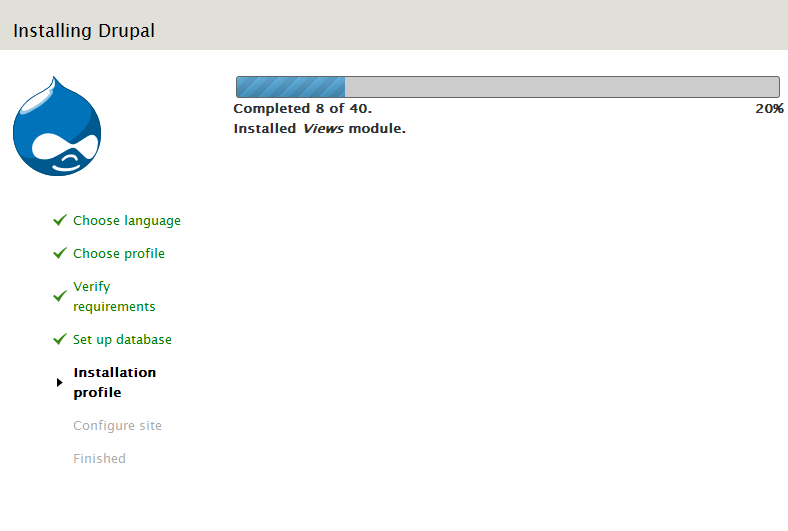 Installing Drupal
Completed 8 of 40.
20%
Installed Views module.
Choose language
Choose profile
Verify
requirements
Set up database
Installation
profile
Configure site
Finished